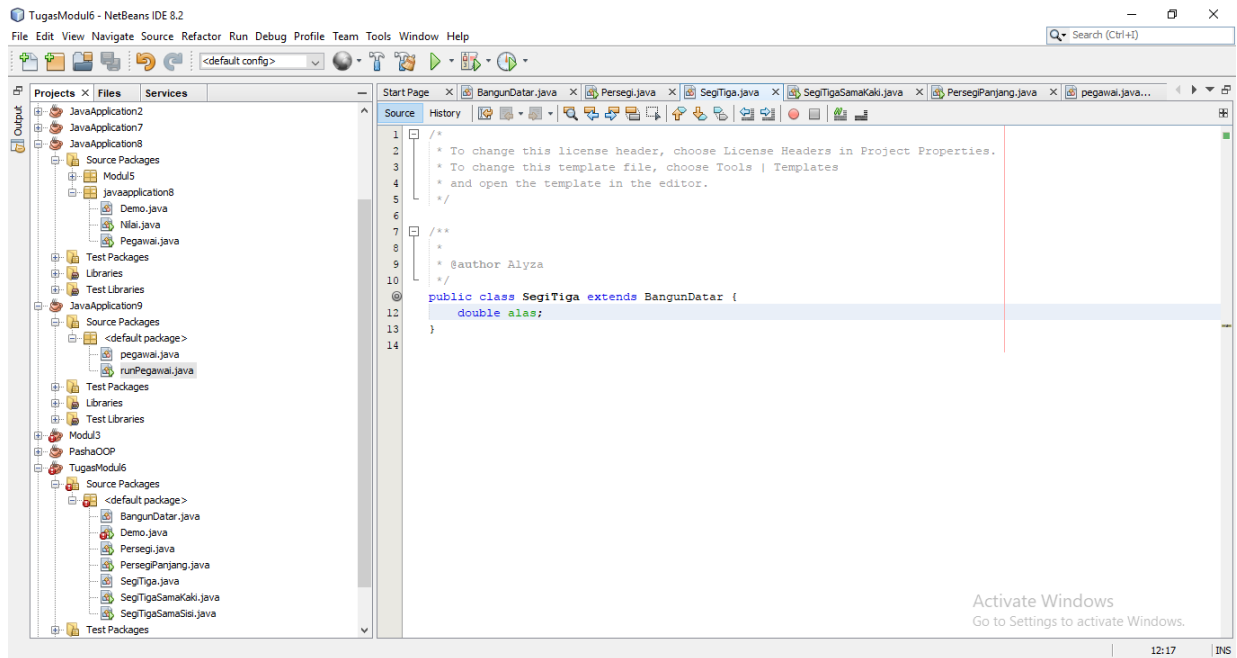 TugasModul6 - NetBeans IDE 8.2
File Edit View Navigate Source Refactor Run Debug Profile Team Tools Window Help
Search (Ctrl+I)
<default config>
Projects Files Services
Output
JavaApplication2
JavaApplication7
JavaApplication8
Source Packages
Modul5
javaapplication8
Demo.java
Nilai.java
Pegawai.java
Test Packages
Libraries
Test Libraries
JavaApplication9
Source Packages
<default package>
pegawai.java
runPegawai.java
Test Packages
Libraries
Test Libraries
Modul3
PashaOOP
TugasModul6
Source Packages
<default package>
BangunDatar.java
Demo.java
Persegi.java
PersegiPanjang.java
SegiTiga.java
SegiTigaSamaKaki.java
SegiTigaSamaSisi.java
Test Packages
Start Page BangunDatar.java Persegi.java SegiTiga.java SegiTigaSamaKaki.java PersegiPanjang.java pegawai.java...
Source History
1 /*
2 * To change this license header, choose License Headers in Project Properties.
3 * To change this template file, choose Tools | Templates
4 * and open the template in the editor.
5 */
6
7 /**
8 *
9 * @author Alyza
10 */
public class SegiTiga extends BangunDatar {
12 double alas;
13 }
14
Activate Windows
Go to Settings to activate Windows.
12:17 INS